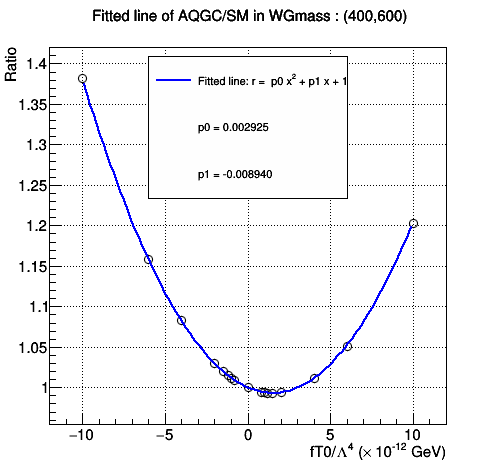 Fitted line of AQGC/SM in WGmass : (400,600)
Ratio
1.4
1.35
1.3
1.25
1.2
1.15
1.1
1.05
1
Fitted line: r = p0 x² + p1 x + 1
p0 = 0.002925
p1 = -0.008940
−10 −5 0 5 10
fT0/Λ⁴ (× 10⁻¹² GeV)